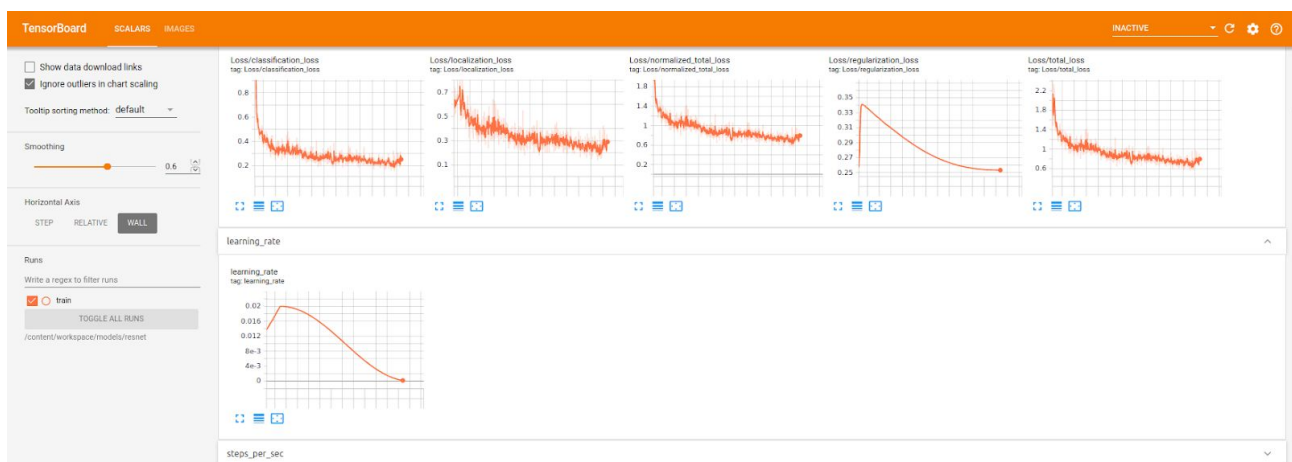 TensorBoard SCALARS IMAGES INACTIVE
Show data download links
Ignore outliers in chart scaling
Tooltip sorting method: default
Smoothing
0.6
Horizontal Axis
STEP RELATIVE WALL
Runs
Write a regex to filter runs
train
TOGGLE ALL RUNS
/content/workspace/models/resnet
Loss/classification_loss
tag: Loss/classification_loss
0.8
0.6
0.4
0.2
Loss/localization_loss
tag: Loss/localization_loss
0.7
0.5
0.3
0.1
Loss/normalized_total_loss
tag: Loss/normalized_total_loss
1.8
1.4
1
0.6
0.2
Loss/regularization_loss
tag: Loss/regularization_loss
0.35
0.33
0.31
0.29
0.27
0.25
Loss/total_loss
tag: Loss/total_loss
2.2
1.8
1.4
1
0.6
learning_rate
learning_rate
tag: learning_rate
0.02
0.016
0.012
8e-3
4e-3
0
steps_per_sec